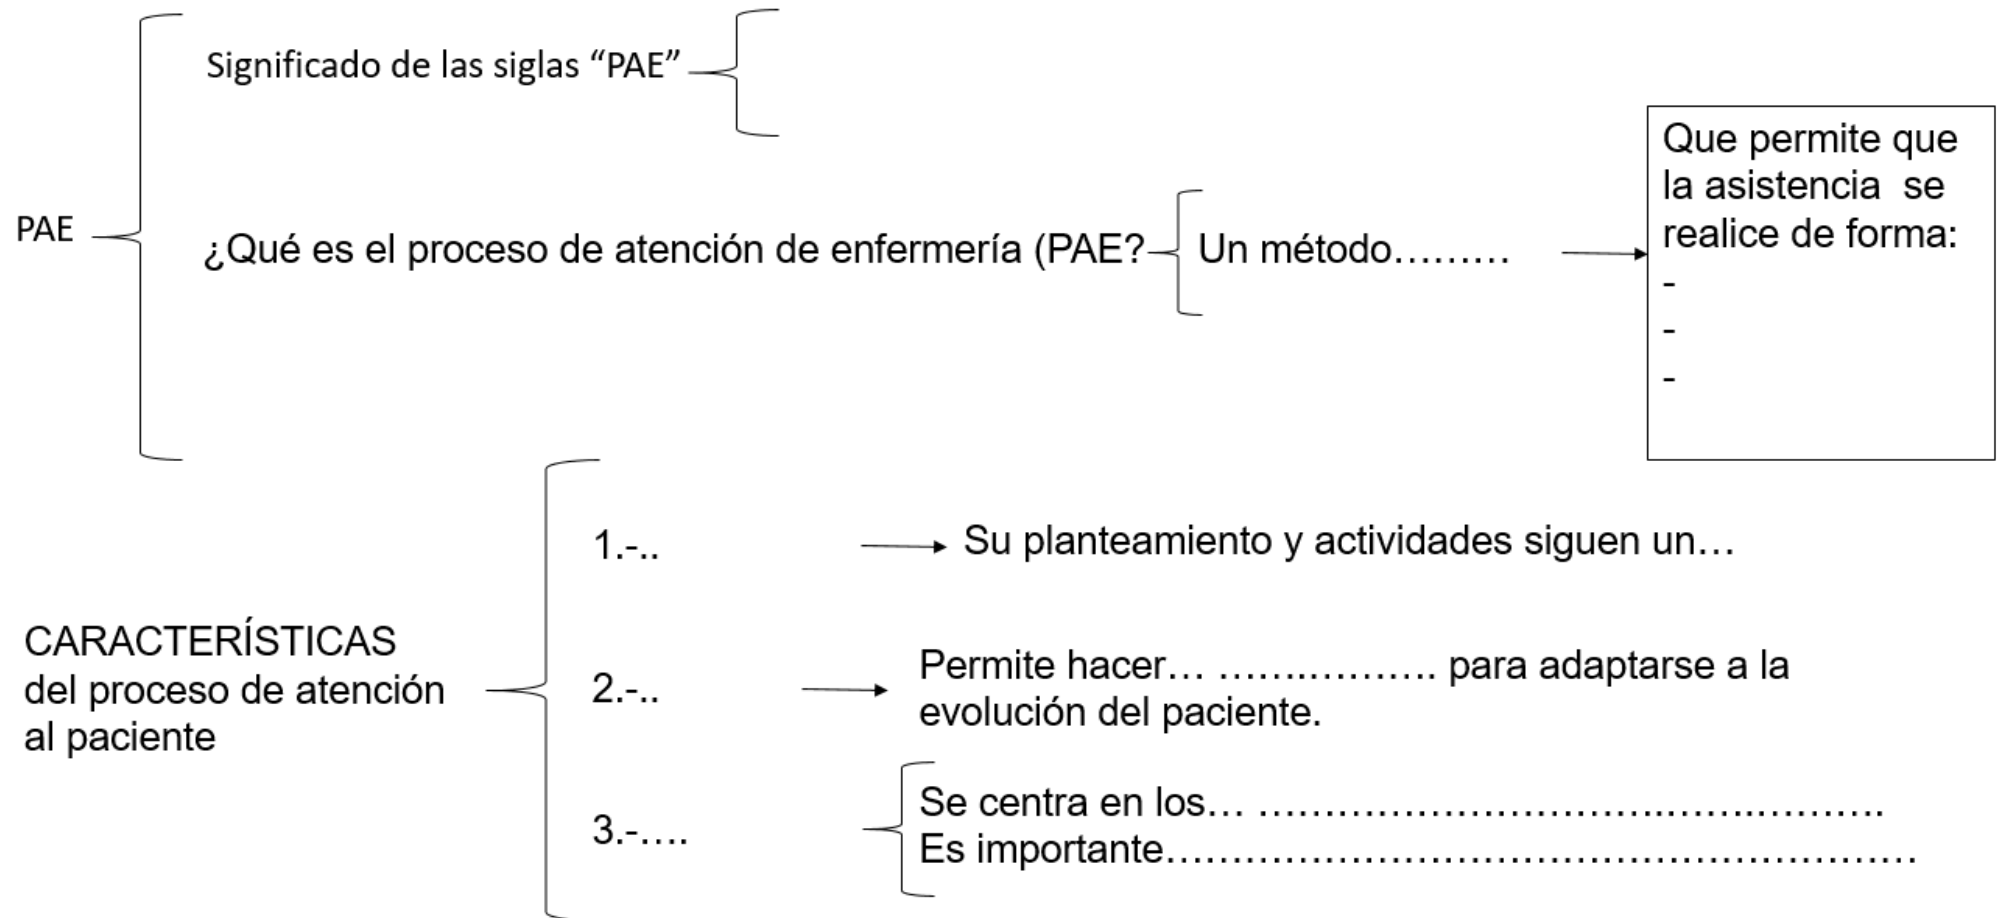 Significado de las siglas “PAE”
PAE
¿Qué es el proceso de atención de enfermería (PAE?
Un método.........
Que permite que
la asistencia se
realice de forma:
-
-
-
CARACTERÍSTICAS
del proceso de atención
al paciente
1.-..
Su planteamiento y actividades siguen un...
2.-..
Permite hacer... ................. para adaptarse a la
evolución del paciente.
3.-....
Se centra en los... ...............................................
Es importante.........................................................